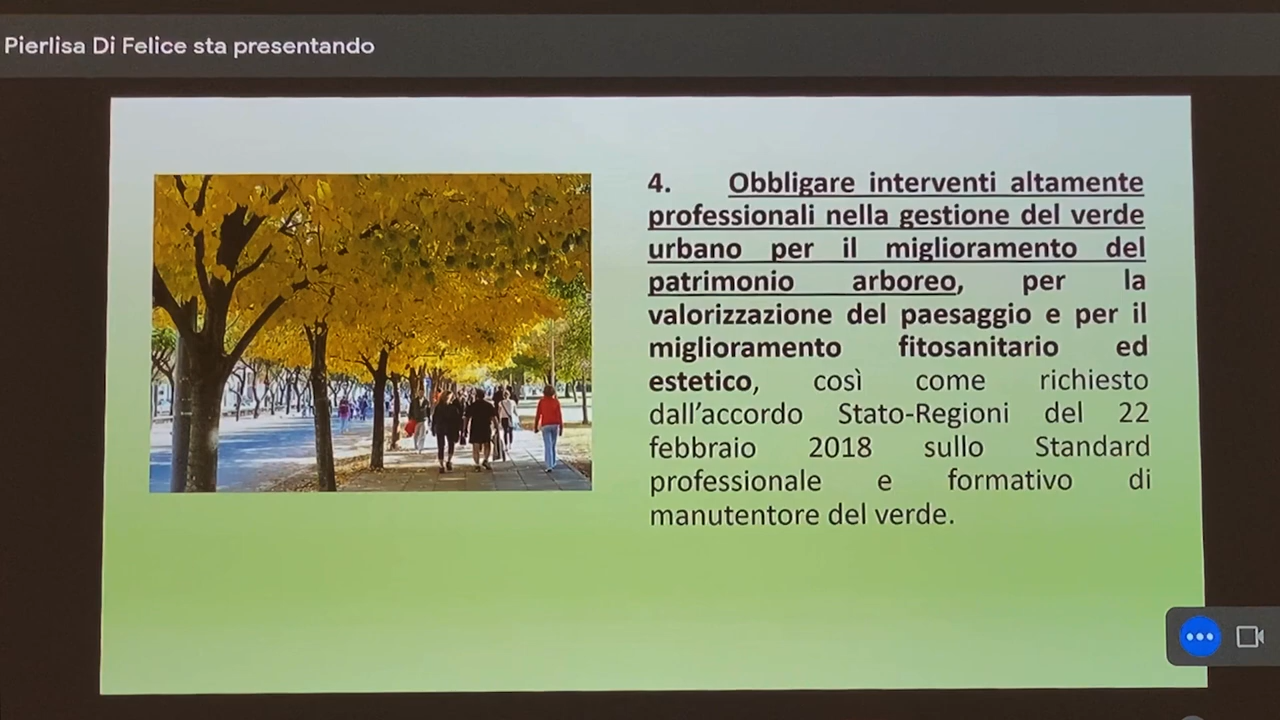 Pierlisa Di Felice sta presentando
4. Obbligare interventi altamente
professionali nella gestione del verde
urbano per il miglioramento del
patrimonio arboreo, per la
valorizzazione del paesaggio e per il
miglioramento fitosanitario ed
estetico, così come richiesto
dall'accordo Stato-Regioni del 22
febbraio 2018 sullo Standard
professionale e formativo di
manutentore del verde.